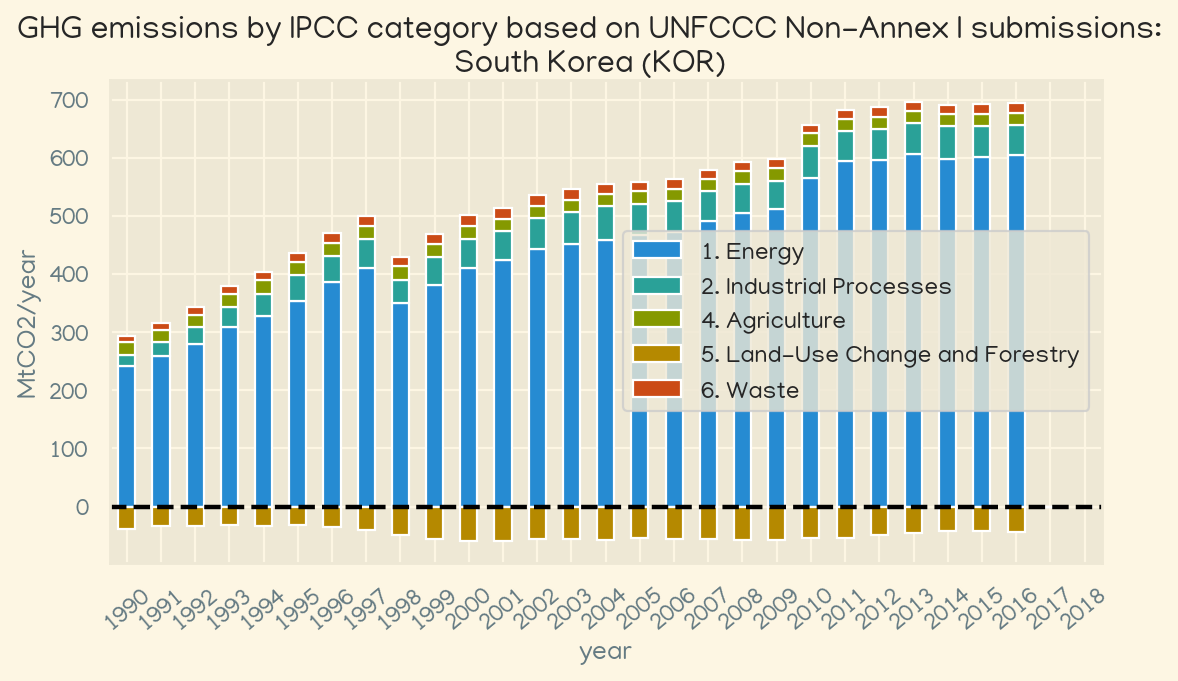 GHG emissions by IPCC category based on UNFCCC Non-Annex I submissions:
South Korea (KOR)
MtCO2/year
700
600
500
400
300
200
100
0
1. Energy
2. Industrial Processes
4. Agriculture
5. Land-Use Change and Forestry
6. Waste
1990 1991 1992 1993 1994 1995 1996 1997 1998 1999 2000 2001 2002 2003 2004 2005 2006 2007 2008 2009 2010 2011 2012 2013 2014 2015 2016 2017 2018
year